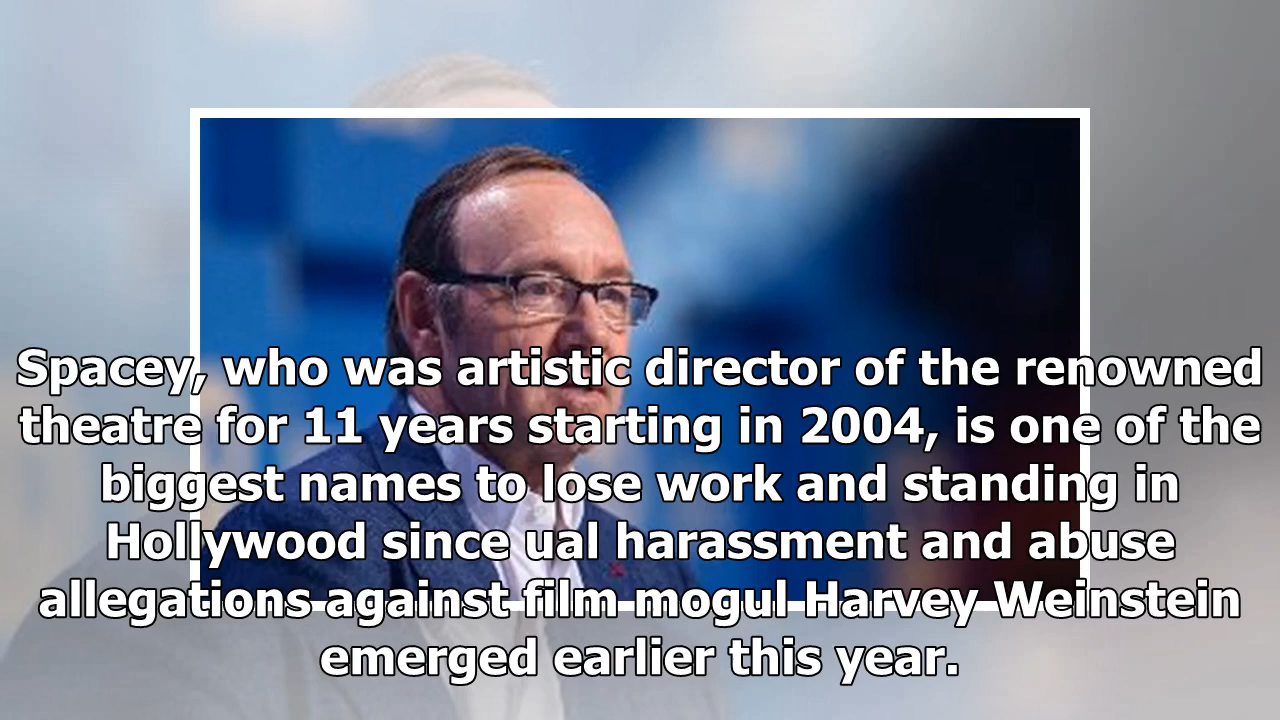 Spacey, who was artistic director of the renowned
theatre for 11 years starting in 2004, is one of the
biggest names to lose work and standing in
Hollywood since ual harassment and abuse
allegations against film mogul Harvey Weinstein
emerged earlier this year.